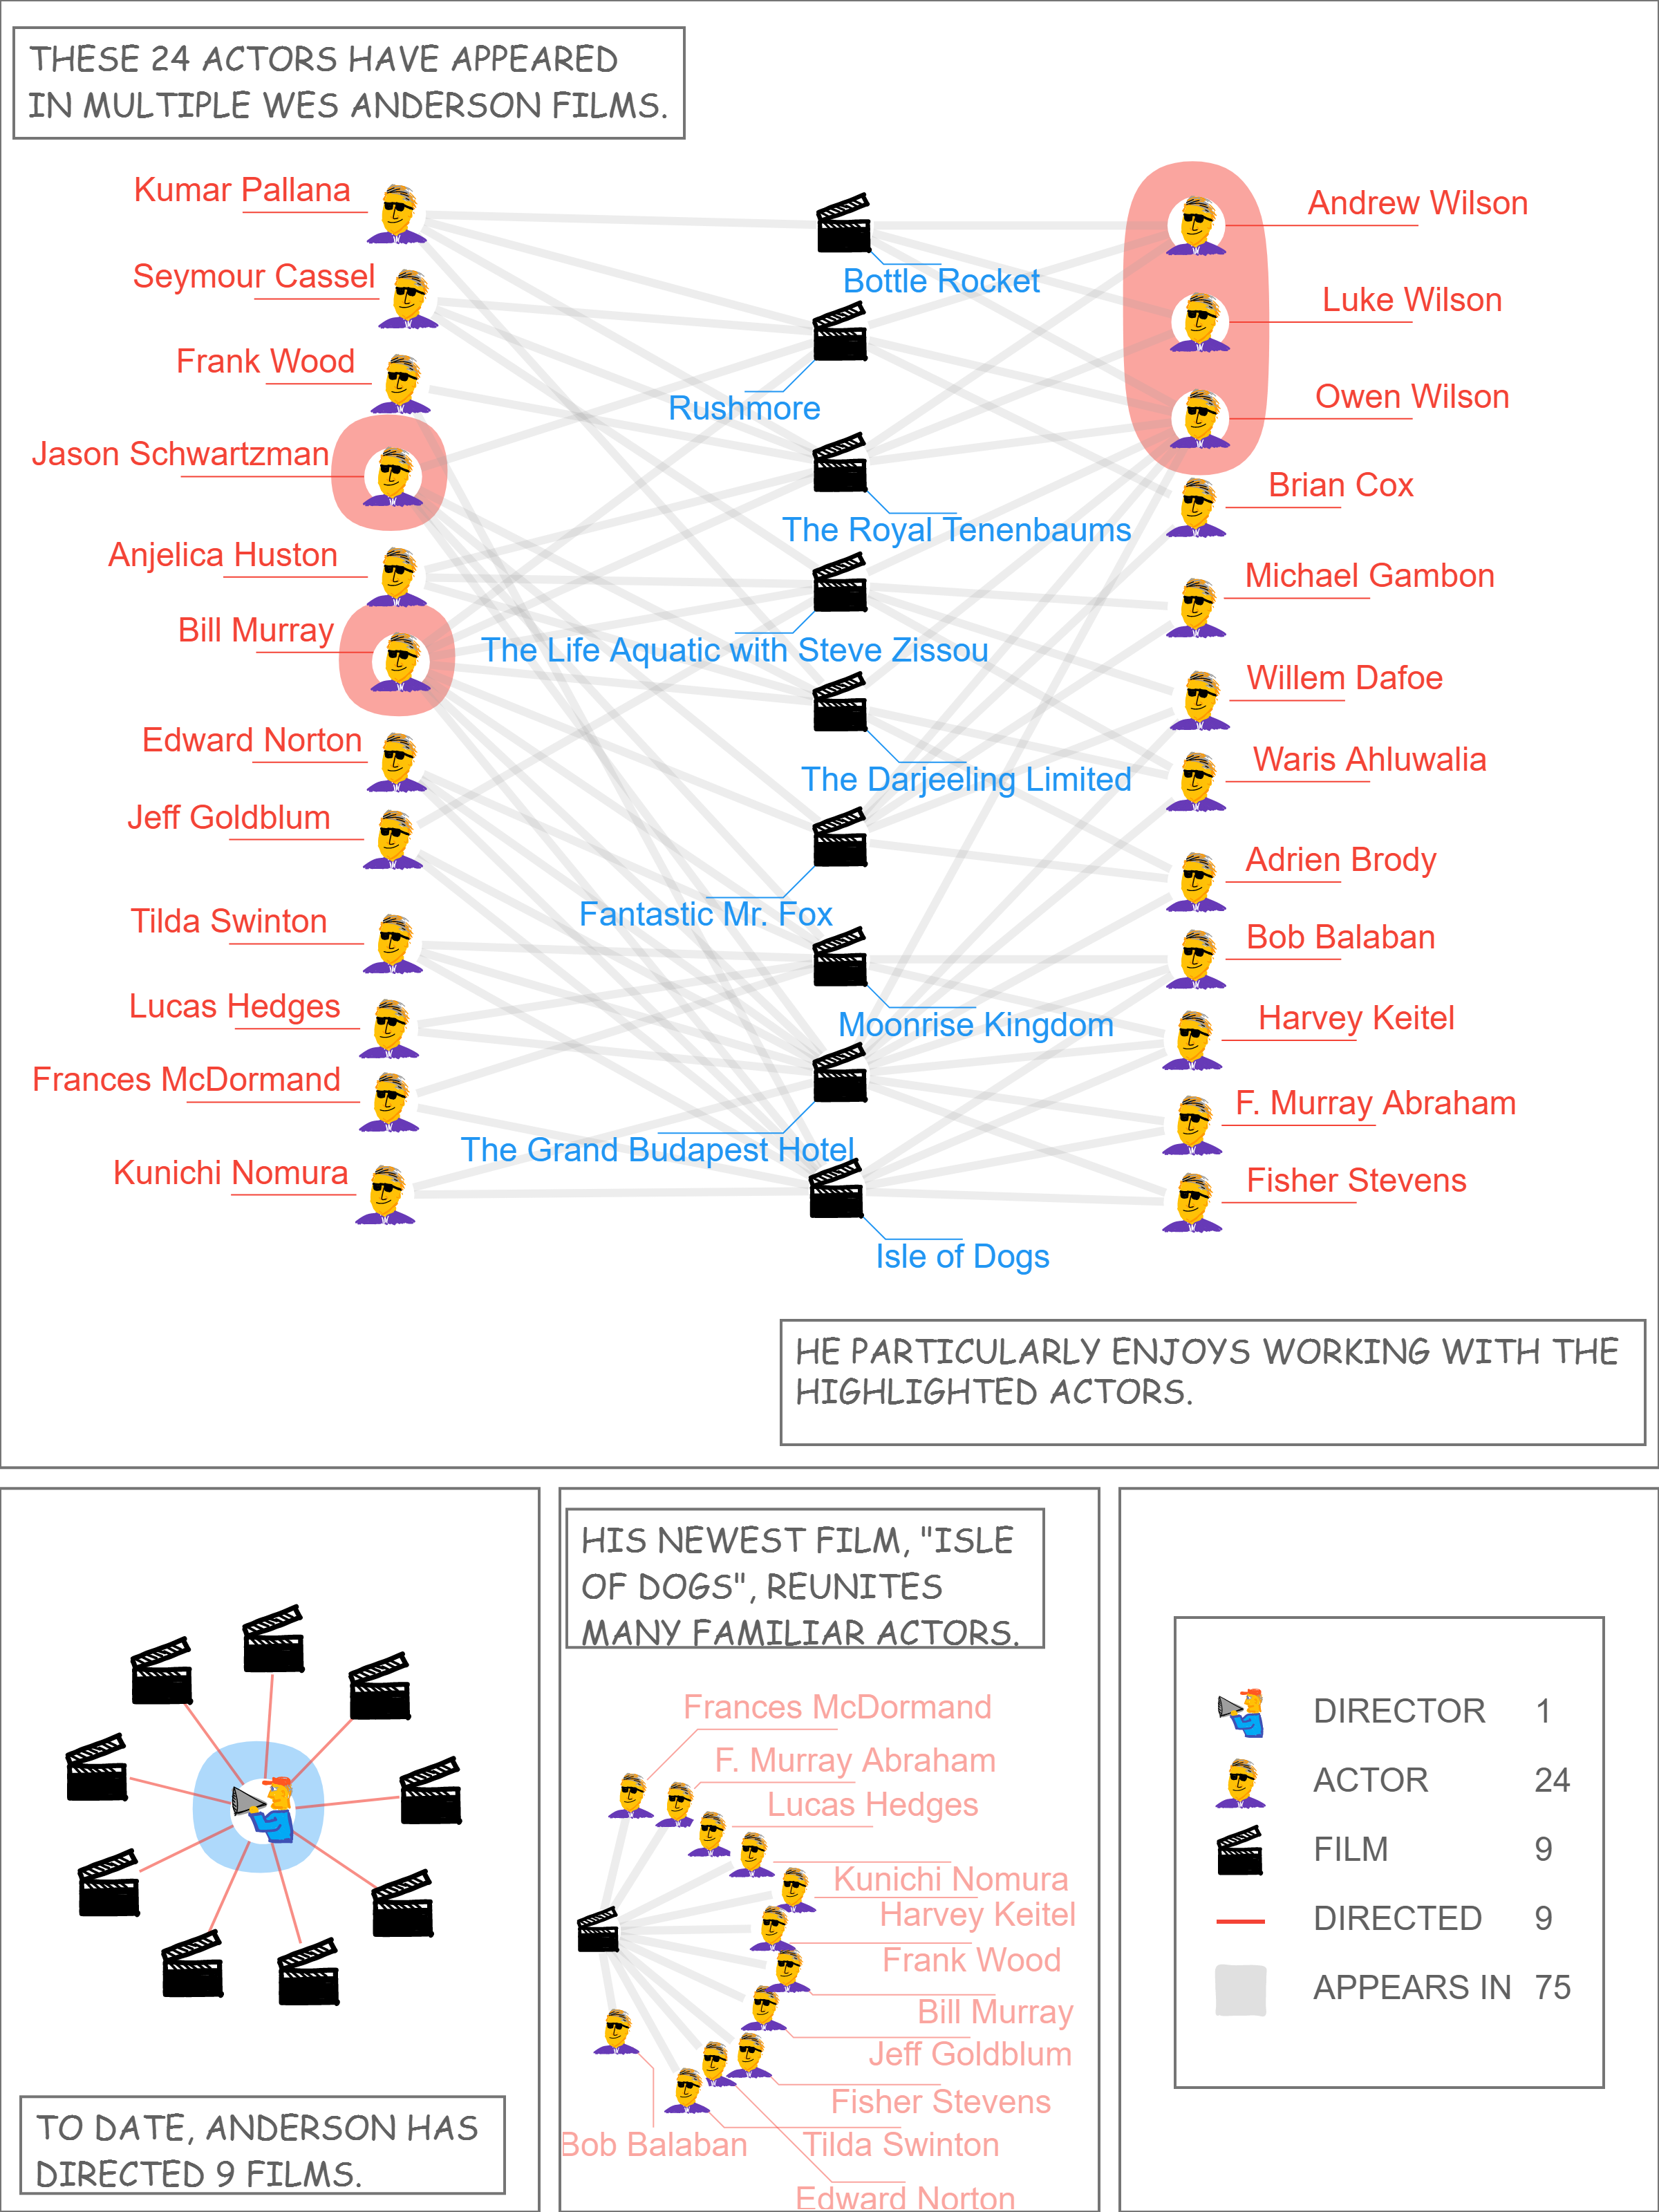 THESE 24 ACTORS HAVE APPEARED
IN MULTIPLE WES ANDERSON FILMS.
Kumar Pallana
Seymour Cassel
Frank Wood
Jason Schwartzman
Anjelica Huston
Bill Murray
Edward Norton
Jeff Goldblum
Tilda Swinton
Lucas Hedges
Frances McDormand
Kunichi Nomura
Bottle Rocket
Rushmore
The Royal Tenenbaums
The Life Aquatic with Steve Zissou
The Darjeeling Limited
Fantastic Mr. Fox
Moonrise Kingdom
The Grand Budapest Hotel
Isle of Dogs
Andrew Wilson
Luke Wilson
Owen Wilson
Brian Cox
Michael Gambon
Willem Dafoe
Waris Ahluwalia
Adrien Brody
Bob Balaban
Harvey Keitel
F. Murray Abraham
Fisher Stevens
HE PARTICULARLY ENJOYS WORKING WITH THE
HIGHLIGHTED ACTORS.
TO DATE, ANDERSON HAS
DIRECTED 9 FILMS.
HIS NEWEST FILM, "ISLE
OF DOGS", REUNITES
MANY FAMILIAR ACTORS.
Frances McDormand
F. Murray Abraham
Lucas Hedges
Kunichi Nomura
Harvey Keitel
Frank Wood
Bill Murray
Jeff Goldblum
Fisher Stevens
Bob Balaban
Tilda Swinton
Edward Norton
DIRECTOR 1
ACTOR 24
FILM 9
DIRECTED 9
APPEARS IN 75